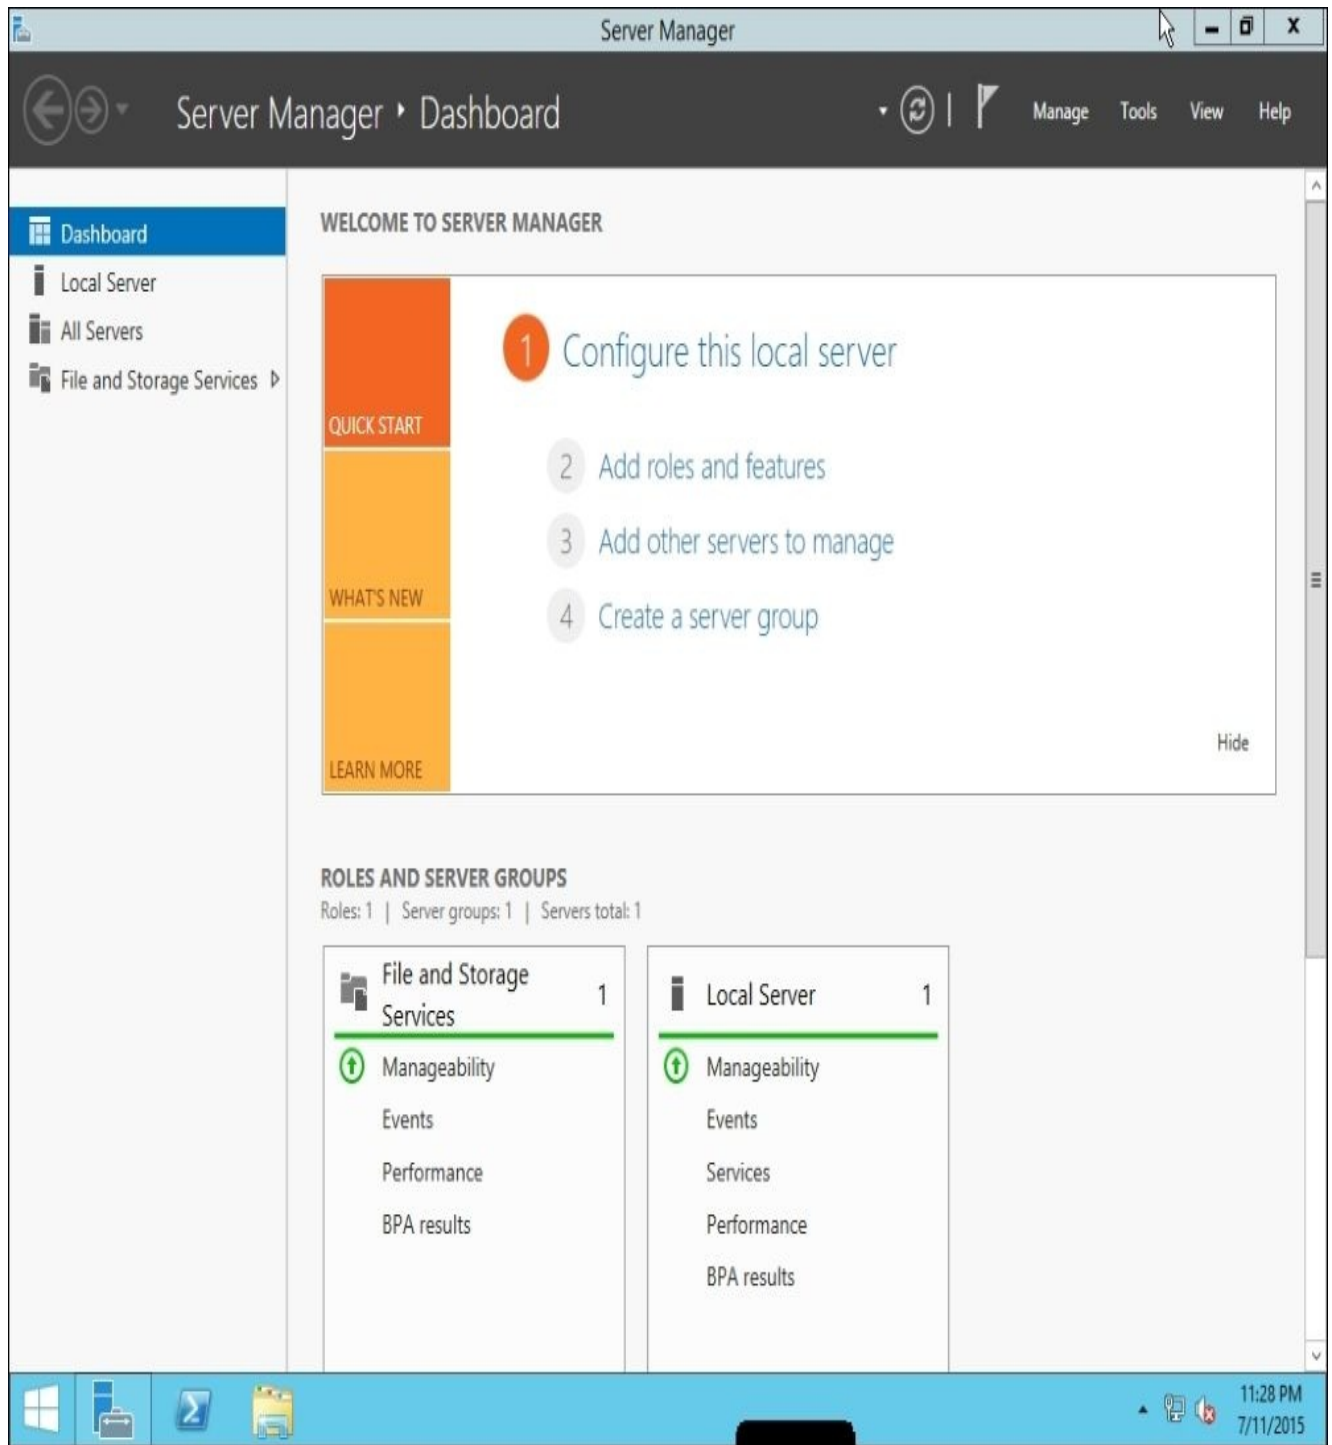 Server Manager
Server Manager ‣ Dashboard
Manage Tools View Help
Dashboard
Local Server
All Servers
File and Storage Services
WELCOME TO SERVER MANAGER
QUICK START
WHAT'S NEW
LEARN MORE
1 Configure this local server
2 Add roles and features
3 Add other servers to manage
4 Create a server group
Hide
ROLES AND SERVER GROUPS
Roles: 1 | Server groups: 1 | Servers total: 1
File and Storage
Services 1
Manageability
Events
Performance
BPA results
Local Server 1
Manageability
Events
Services
Performance
BPA results
11:28 PM
7/11/2015